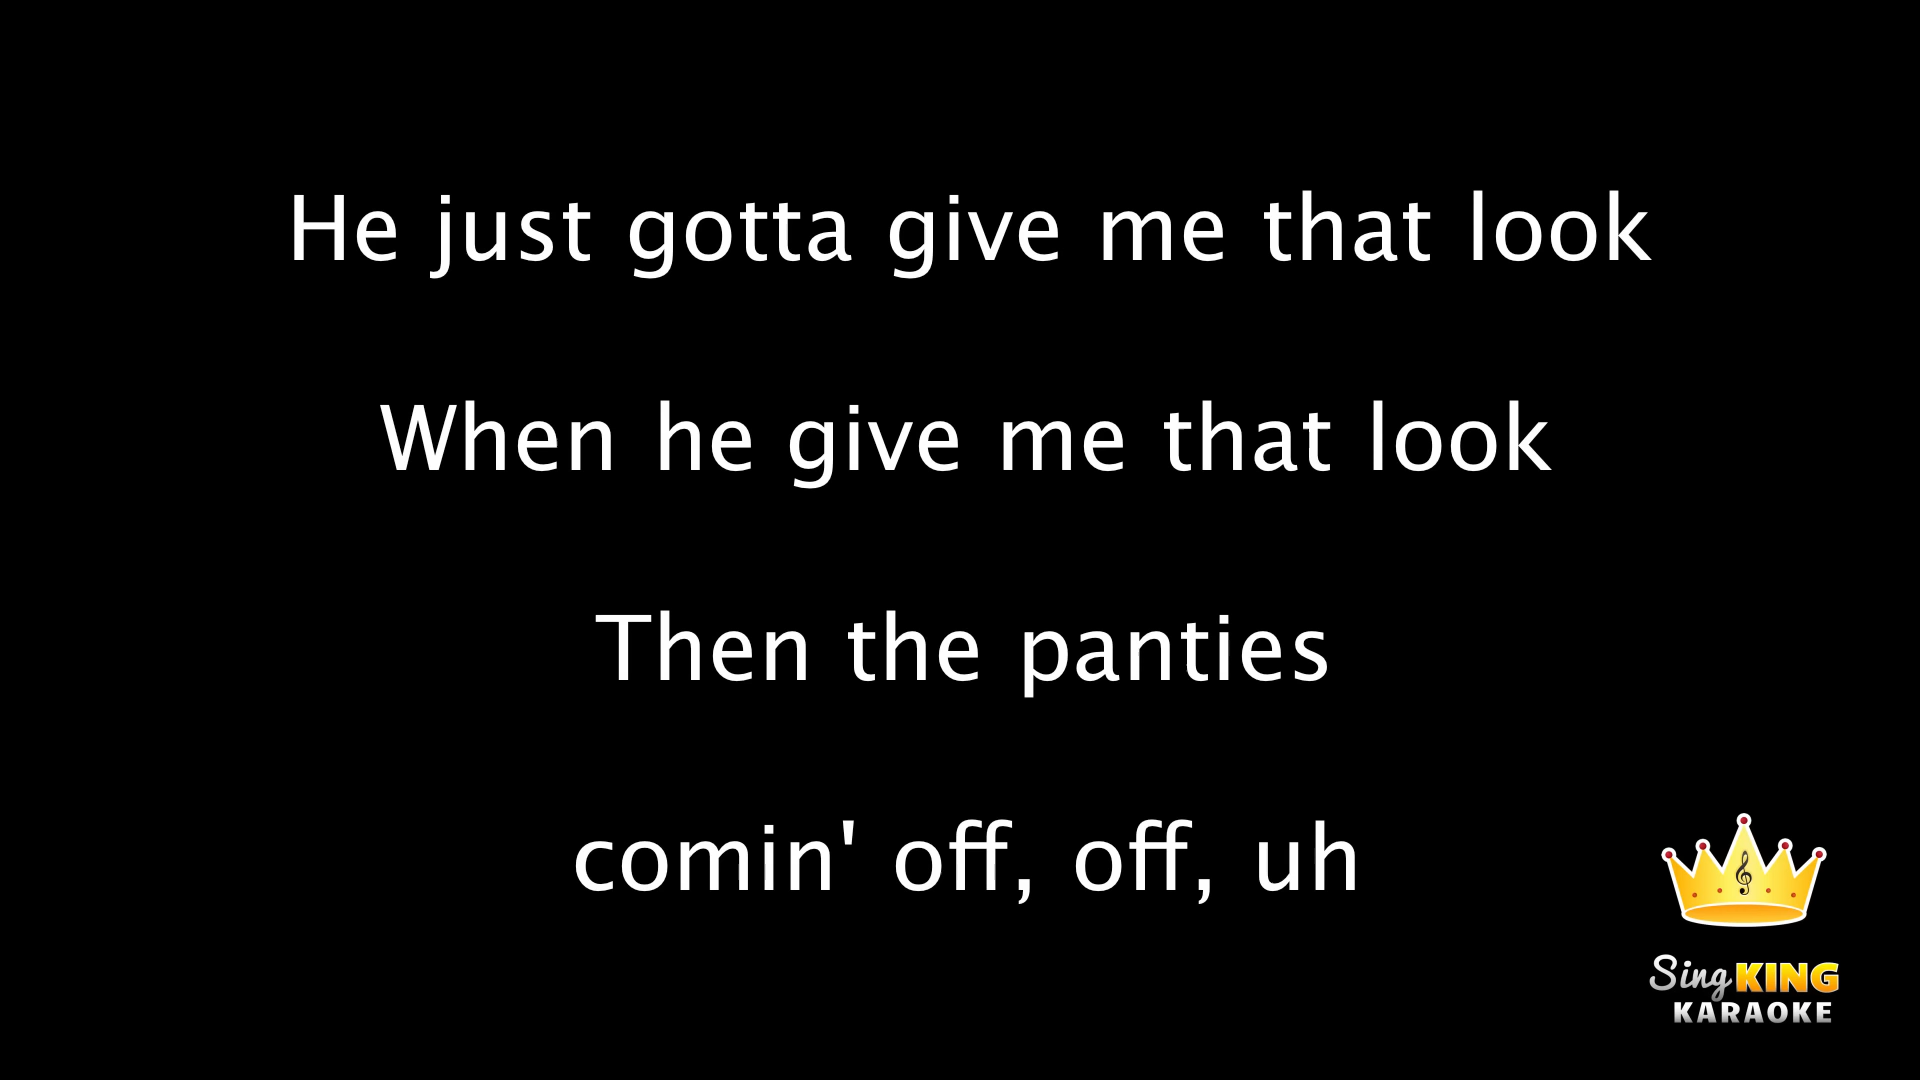 He just gotta give me that look
When he give me that look
Then the panties
comin' off, off, uh
Sing KING
KARAOKE